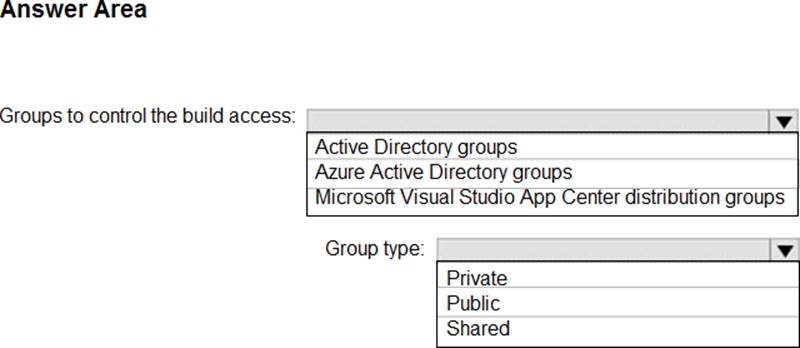 Answer Area
Groups to control the build access:
Active Directory groups
Azure Active Directory groups
Microsoft Visual Studio App Center distribution groups
Group type:
Private
Public
Shared